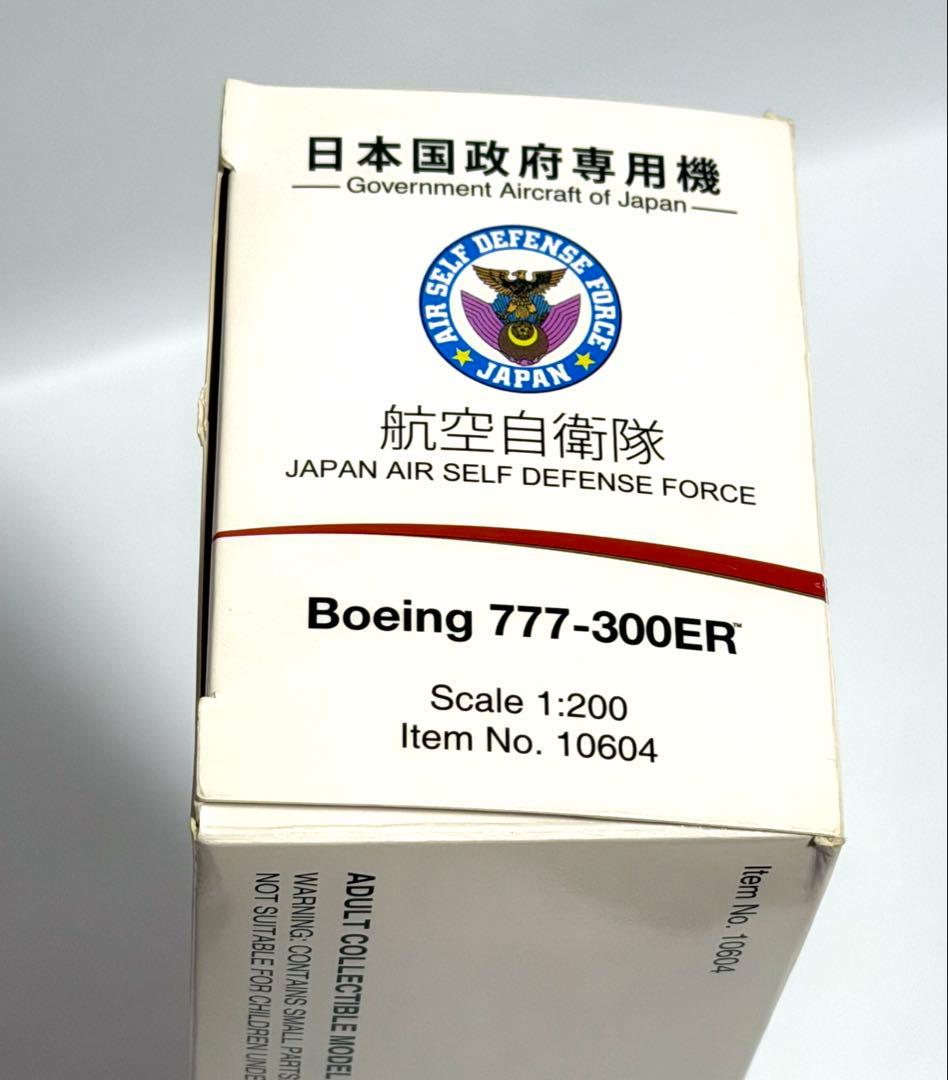 日本国政府専用機
Government Aircraft of Japan
AIR SELF DEFENSE FORCE
JAPAN
航空自衛隊
JAPAN AIR SELF DEFENSE FORCE
Boeing 777-300ER™
Scale 1:200
Item No. 10604
Item No. 10604
ADULT COLLECTIBLE MODEL
WARNING: CONTAINS SMALL PARTS
NOT SUITABLE FOR CHILDREN UNDE